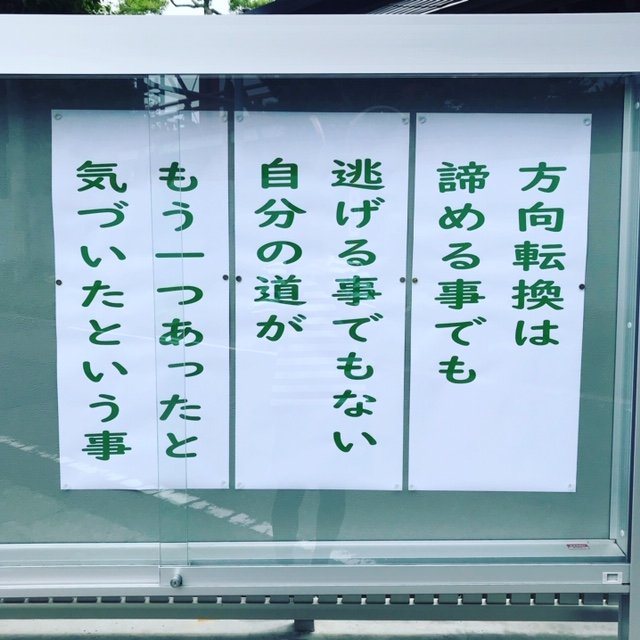 方向転換は
諦める事でも
逃げる事でもない
自分の道が
もう一つあったと
気づいたという事